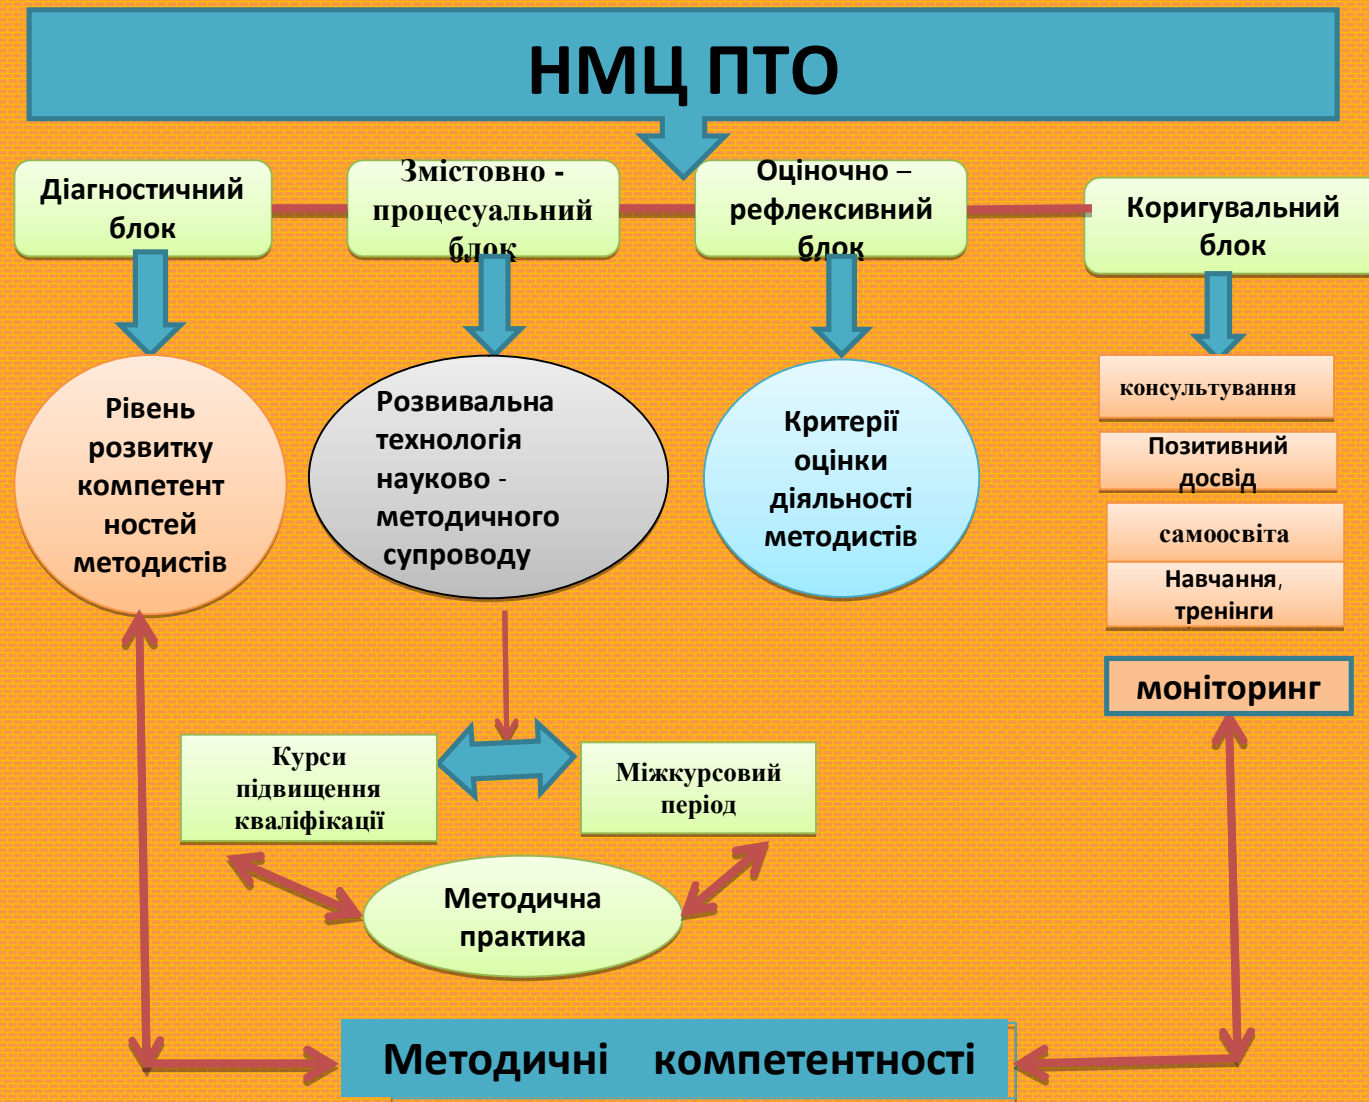 НМЦ ПТО
Діагностичний
блок
Змістовно -
процесуальний
блок
Оціночно –
рефлексивний
блок
Коригувальний
блок
Рівень
розвитку
компетент
ностей
методистів
Розвивальна
технологія
науково -
методичного
супроводу
Критерії
оцінки
діяльності
методистів
консультування
Позитивний
досвід
самоосвіта
Навчання,
тренінги
моніторинг
Курси
підвищення
кваліфікації
Міжкурсовий
період
Методична
практика
Методичні компетентності